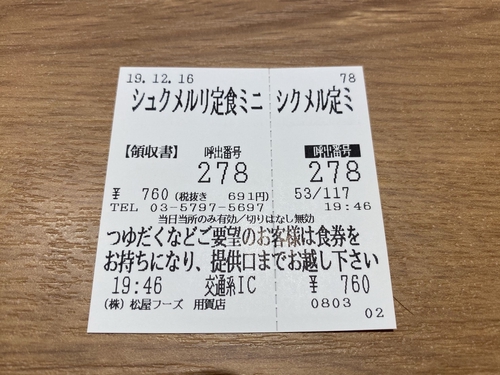 19.12.16 78
シュクメルリ定食ミニ シクメル定ミ
【領収書】 呼出番号 呼出番号
278 278
¥ 760 (税抜き 691円) 53/117
TEL 03-5797-5697 19:46
当日当所のみ有効/切りはなし無効
つゆだくなどご要望のお客様は食券を
お持ちになり、提供口までお越し下さい
19:46 交通系IC ¥ 760
(株)松屋フーズ 用賀店 0803
02